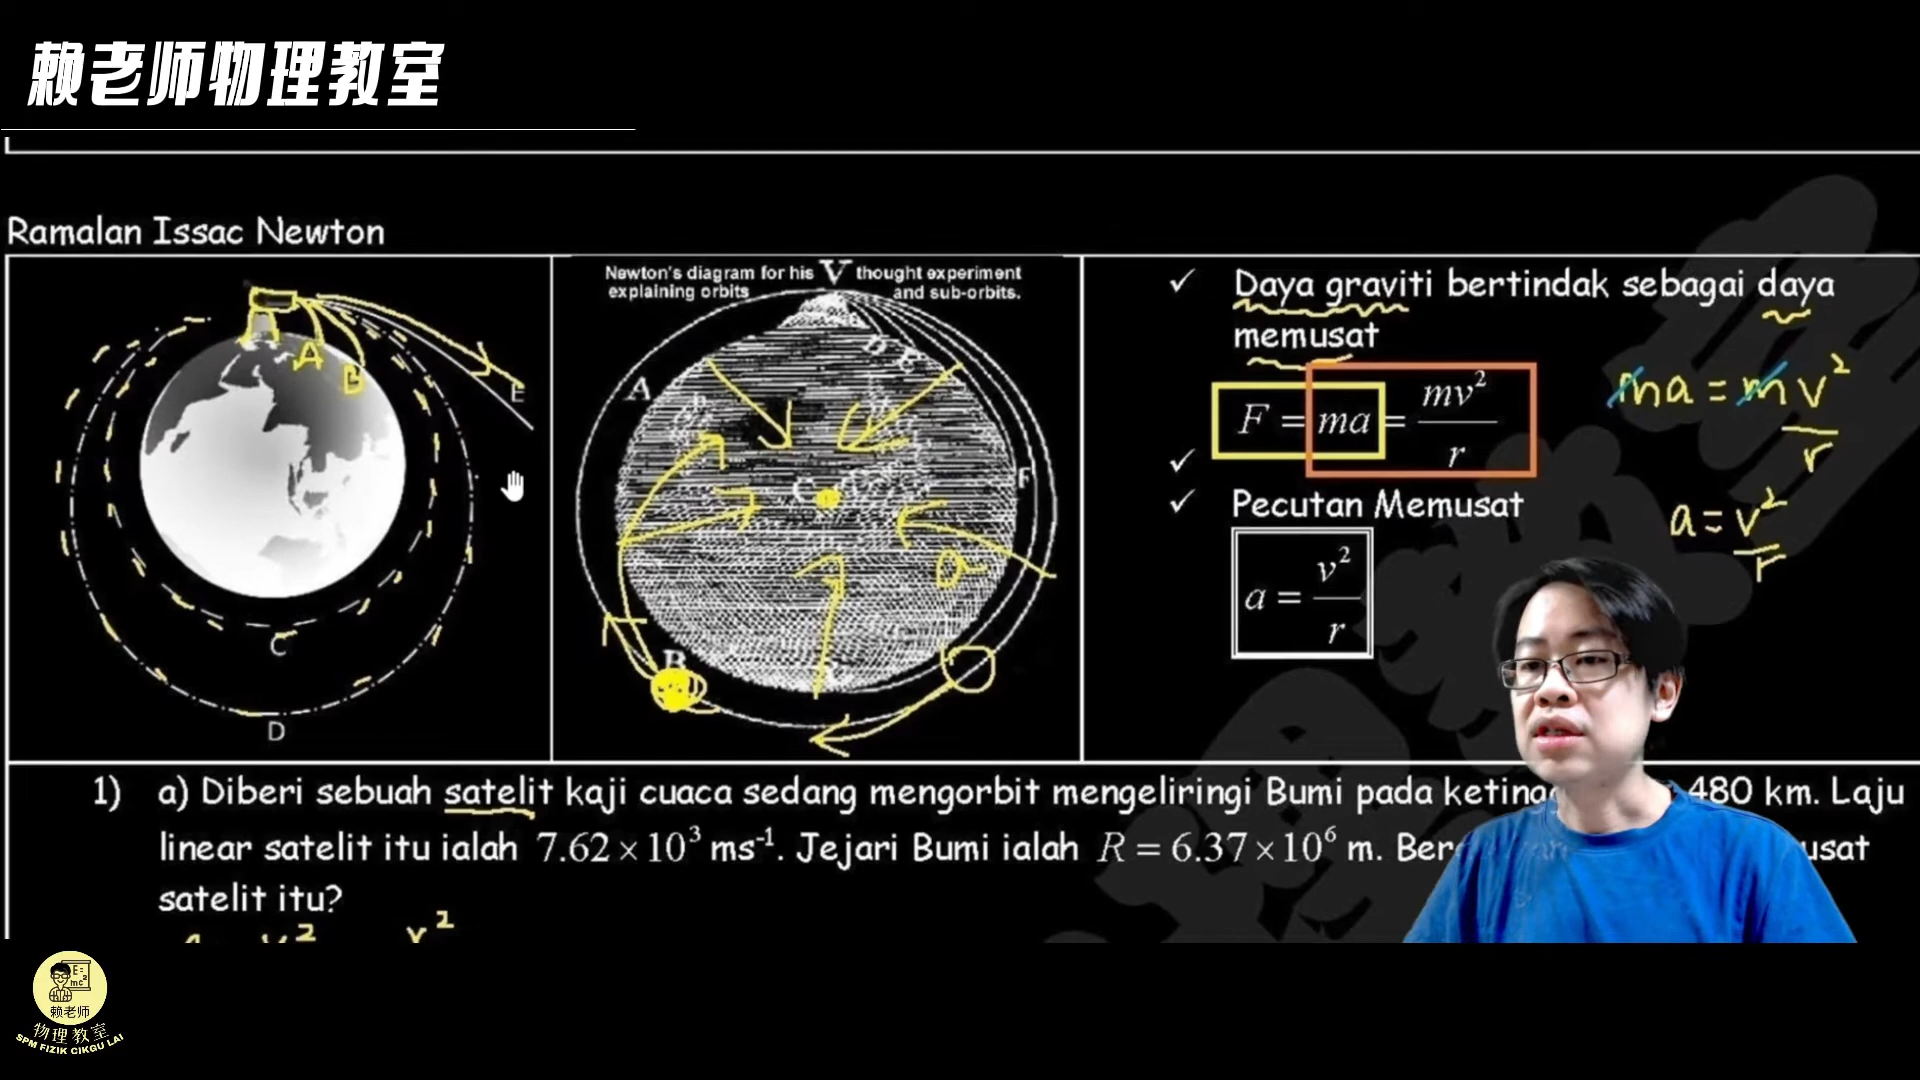 赖老师物理教室
Ramalan Issac Newton
A
B
E
C
D
Newton's diagram for his V thought experiment
explaining orbits and sub-orbits.
A
D
E
C
F
a
B
✓ Daya graviti bertindak sebagai daya
memusat
✓ F = ma = mv²/r
ma = mv²/r
✓ Pecutan Memusat
a = v²/r
a = v²/r
1) a) Diberi sebuah satelit kaji cuaca sedang mengorbit mengelilingi Bumi pada 480 km. Laju
linear satelit itu ialah 7.62 × 10³ ms⁻¹. Jejari Bumi ialah R = 6.37 × 10⁶ m.
satelit itu?
E=
mc²
赖老师
物理教室
SPM FIZIK CIKGU LAI